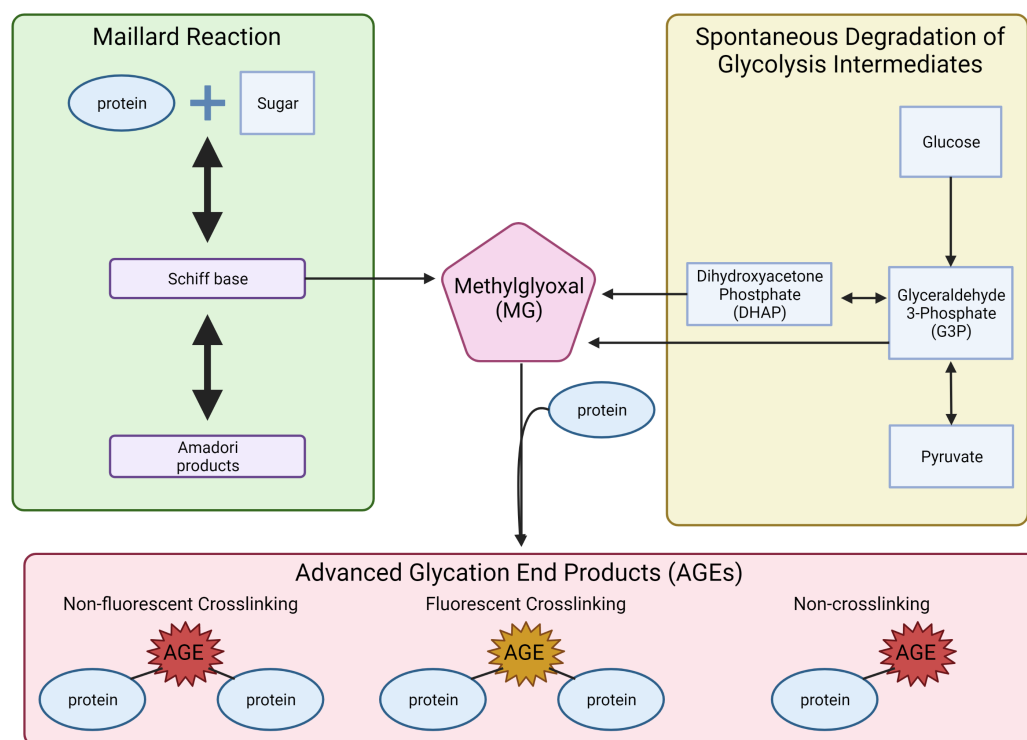 Maillard Reaction
protein
Sugar
Schiff base
Amadori
products
Methylglyoxal
(MG)
protein
Spontaneous Degradation of
Glycolysis Intermediates
Glucose
Dihydroxyacetone
Phostphate
(DHAP)
Glyceraldehyde
3-Phosphate
(G3P)
Pyruvate
Advanced Glycation End Products (AGEs)
Non-fluorescent Crosslinking
AGE
protein
protein
Fluorescent Crosslinking
AGE
protein
protein
Non-crosslinking
AGE
protein